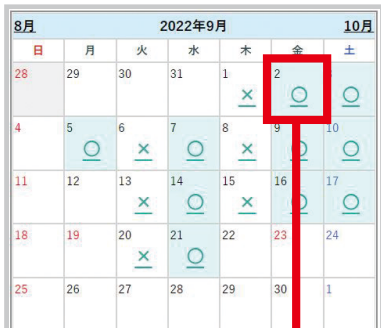 8月 2022年9月 10月
日 月 火 水 木 金 土
28 29 30 31 1 2
× ○ ○
4 5 6 7 8 9 10
○ × ○ × ○ ○
11 12 13 14 15 16 17
× ○ × ○ ○
18 19 20 21 22 23 24
× ○
25 26 27 28 29 30 1